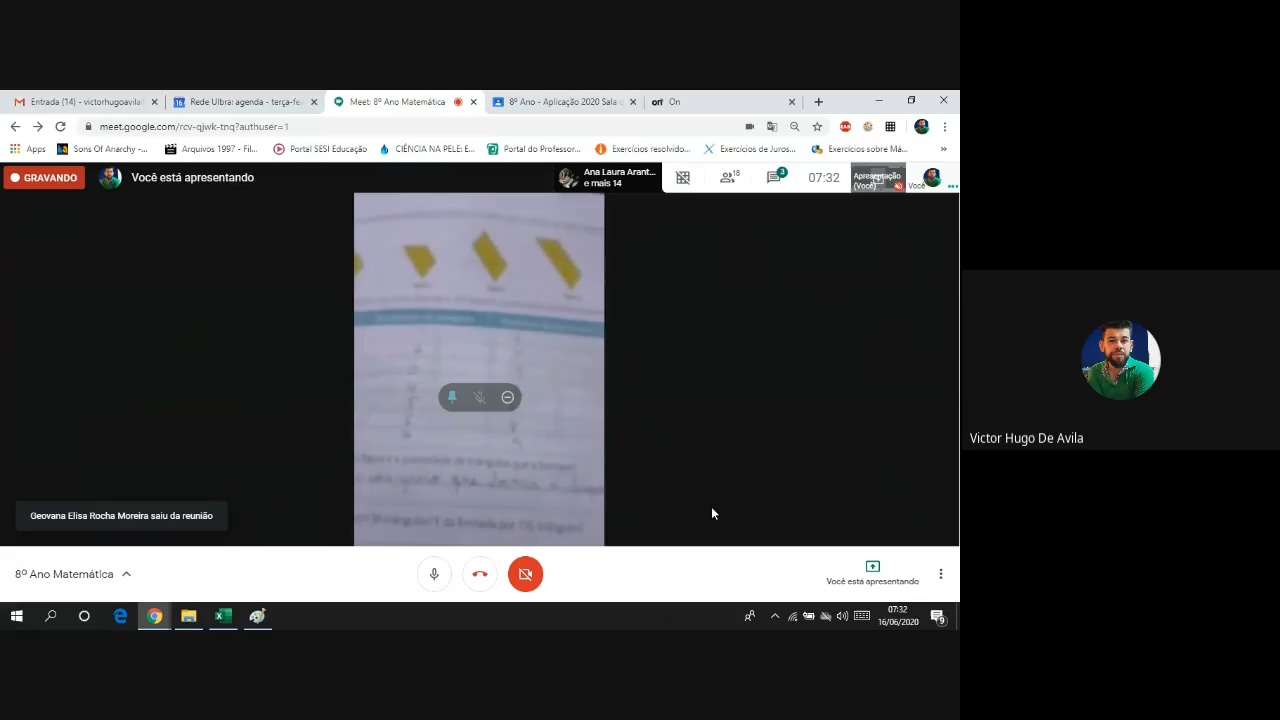 Entrada (14) - victorhugoavila
Rede Ulbra: agenda - terça-fei
Meet: 8º Ano Matemática
8º Ano - Aplicação 2020 Sala
On
meet.google.com/rcv-qjwk-tnq?authuser=1
Apps
Sons Of Anarchy -...
Arquivos 1997 - Fil...
Portal SESI Educação
CIÊNCIA NA PELE: E...
Portal do Professor...
Exercícios resolvido...
Exercícios de Juros...
Exercícios sobre Má...
GRAVANDO
Você está apresentando
Ana Laura Arant...
e mais 14
18
3
07:32
Apresentação
(Você)
Você
Victor Hugo De Avila
Geovana Elisa Rocha Moreira saiu da reunião
8º Ano Matemática
Você está apresentando
07:32
16/06/2020
9